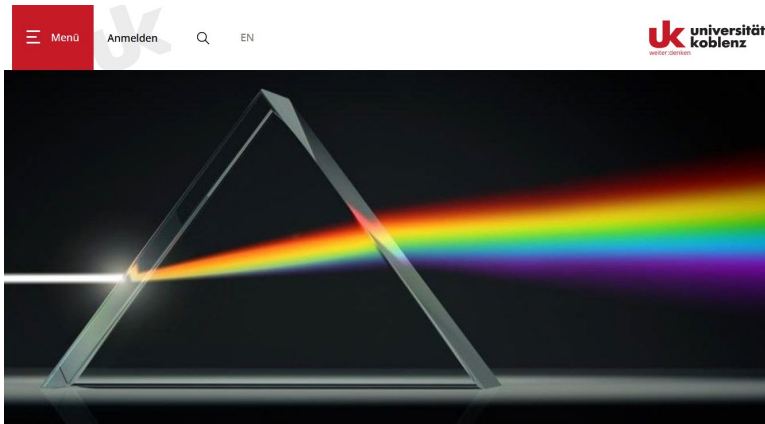 Menü
Anmelden
EN
universität
koblenz
weiter:denken